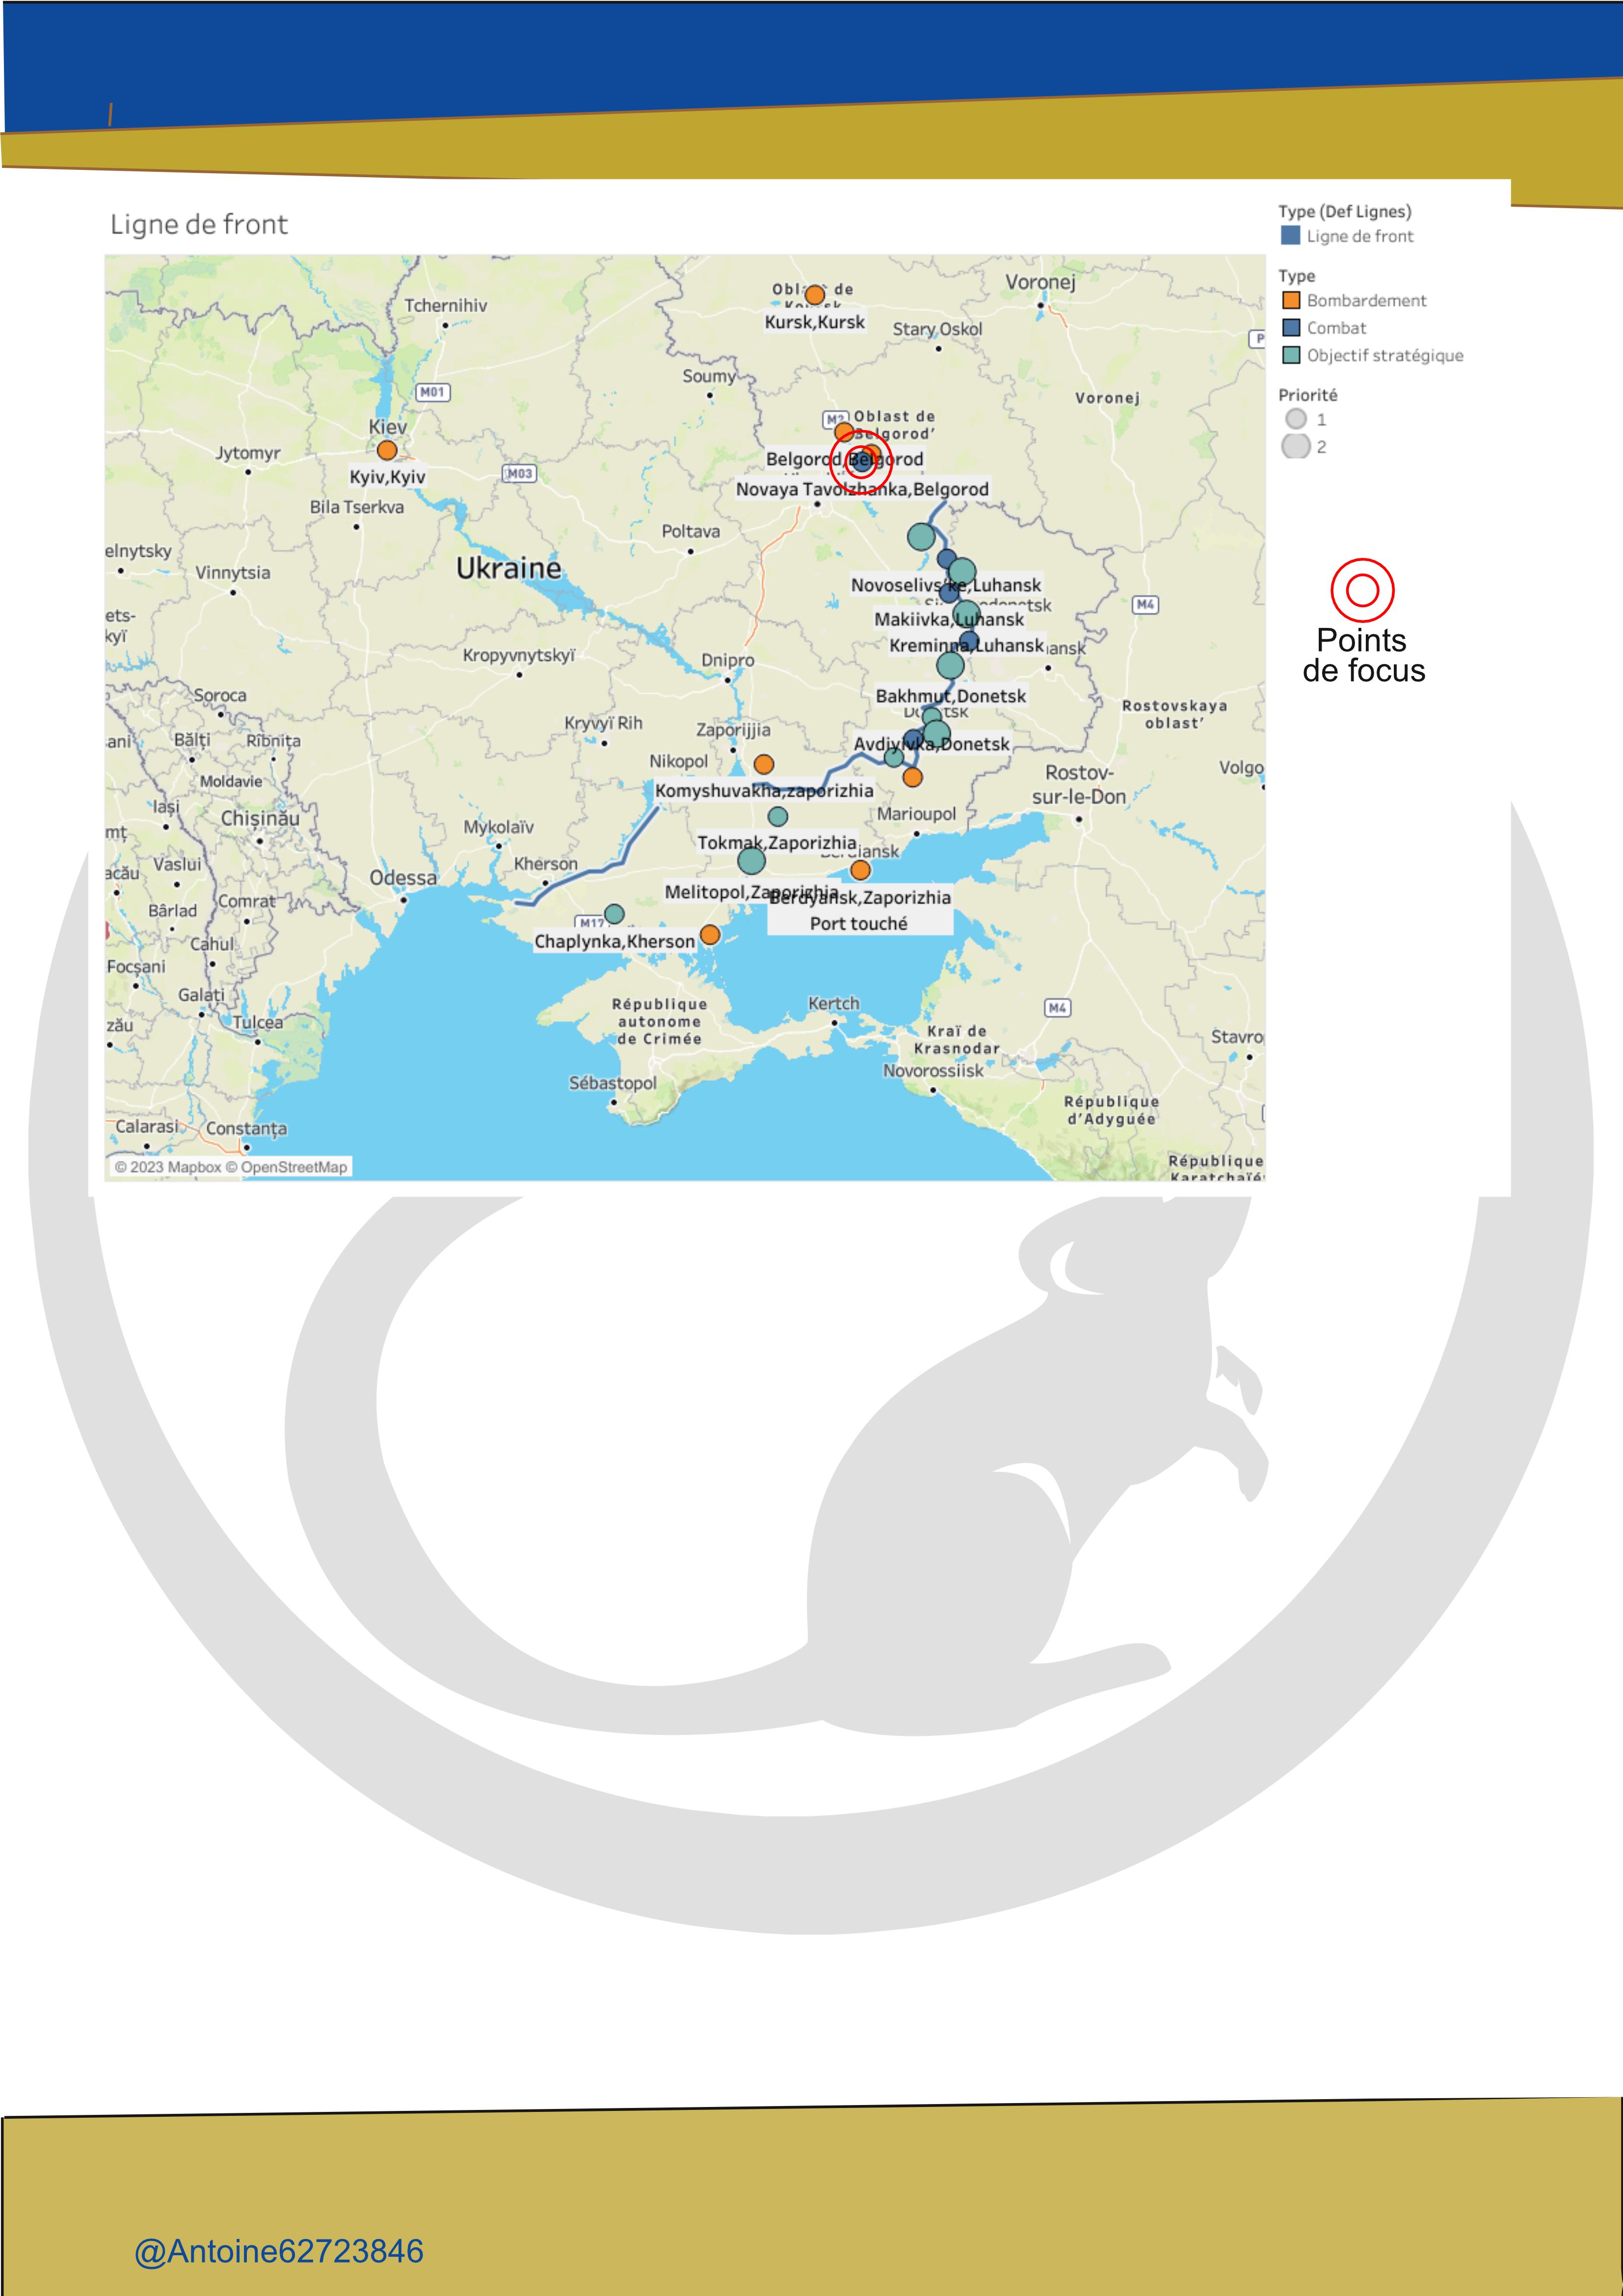 Ligne de front
Type (Def Lignes)
Ligne de front
Type
Bombardement
Combat
Objectif stratégique
Priorité
1
2
Points
de focus
Voronej
Tchernihiv
Kursk,Kursk
Stary Oskol
Soumy
M01
Voronej
Oblast de
Belgorod'
Kiev
Jytomyr
Kyiv,Kyiv
M03
Belgorod,Belgorod
Novaya Tavolzhanka,Belgorod
Bila Tserkva
Poltava
elnytsky
Vinnytsia
Ukraine
Novoselivs'ke,Luhansk
M4
ets-
kyï
Makiivka,Luhansk
Kreminna,Luhansk
ansk
Kropyvnytskyï
Dnipro
Soroca
Bakhmut,Donetsk
Rostovskaya
oblast'
Kryvyï Rih
Zaporijjia
ani
Bălți
Rîbnița
Avdiyivka,Donetsk
Nikopol
Moldavie
Rostov-
sur-le-Don
Volgo
Komyshuvakha,zaporizhia
Iași
Chișinău
Marioupol
mț
Mykolaïv
Tokmak,Zaporizhia
Vaslui
Kherson
acău
Odessa
Melitopol,Zaporizhia
Berdyansk,Zaporizhia
Port touché
Bârlad
Comrat
M17
Chaplynka,Kherson
Cahul
Focșani
Galați
République
autonome
de Crimée
Kertch
M4
zău
Tulcea
Kraï de
Krasnodar
Stavro
Novorossiisk
Sébastopol
République
d'Adyguée
Calarasi
Constanța
République
Karatchaïé
© 2023 Mapbox © OpenStreetMap
@Antoine62723846